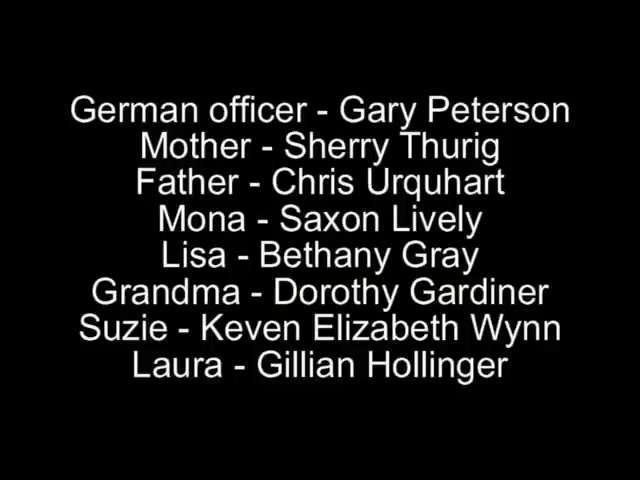 German officer - Gary Peterson
Mother - Sherry Thurig
Father - Chris Urquhart
Mona - Saxon Lively
Lisa - Bethany Gray
Grandma - Dorothy Gardiner
Suzie - Keven Elizabeth Wynn
Laura - Gillian Hollinger